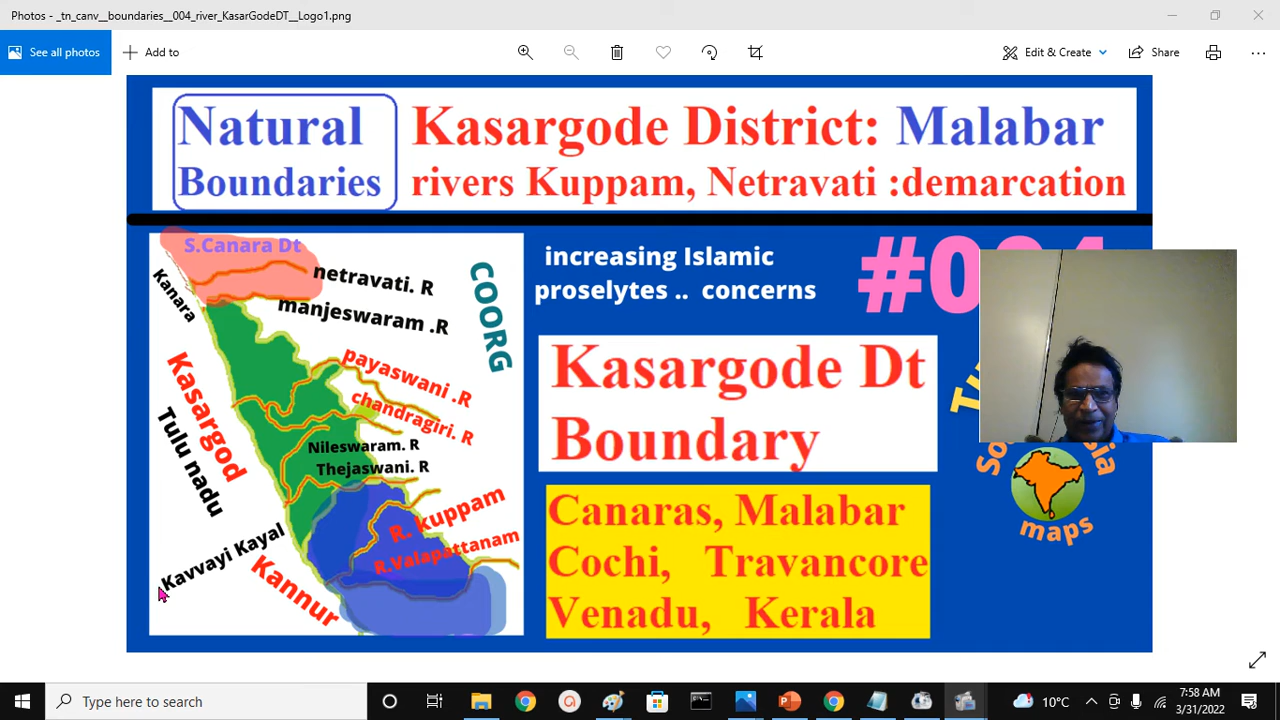 Photos - _tn_canv__boundaries__004_river_KasarGodeDT__Logo1.png
See all photos
Add to
Edit & Create
Share
Natural
Boundaries
Kasargode District: Malabar
rivers Kuppam, Netravati :demarcation
S.Canara Dt
netravati. R
Kanara
manjeswaram .R
COORG
payaswani. R
chandragiri. R
Kasargod
Tulu nadu
Nileswaram. R
Thejaswani. R
R. kuppam
R.Valapattanam
Kavvayi Kayal
Kannur
increasing Islamic
proselytes .. concerns
Kasargode Dt
Boundary
Canaras, Malabar
Cochi, Travancore
Venadu, Kerala
maps
Type here to search
10°C
7:58 AM
3/31/2022